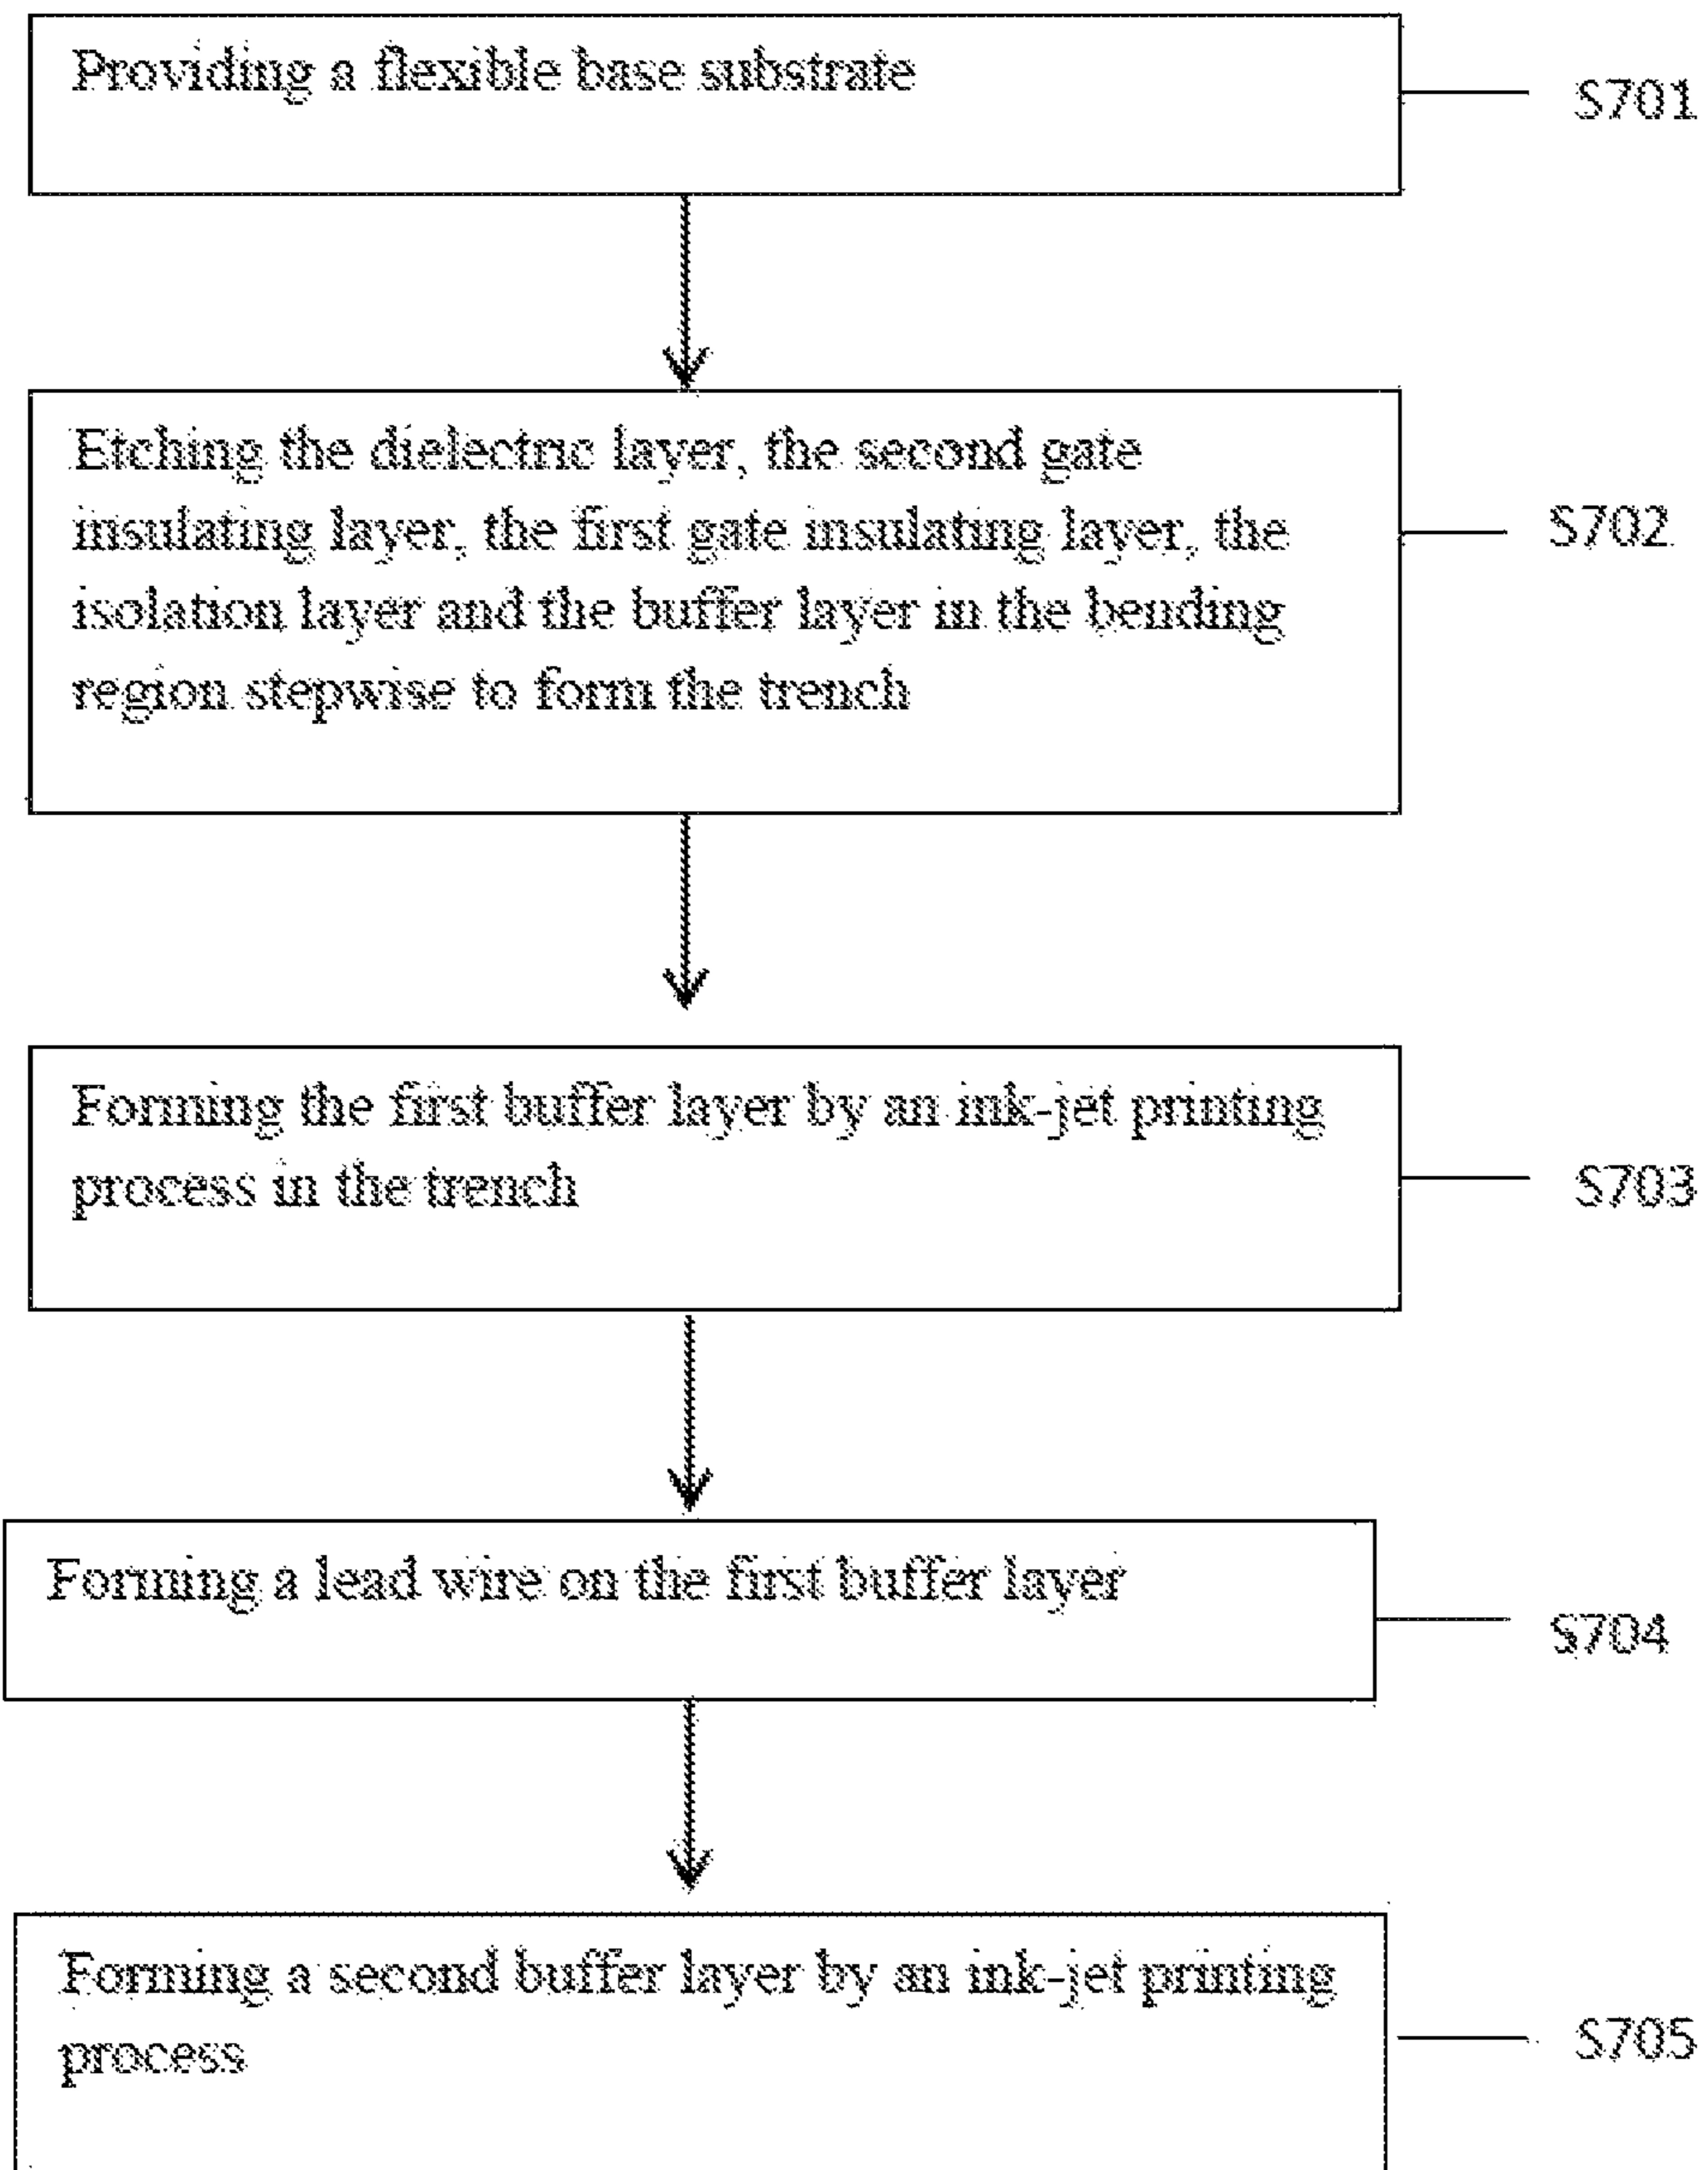 Providing a flexible base substrate
S701
Etching the dielectric layer, the second gate
insulating layer, the first gate insulating layer, the
isolation layer and the buffer layer in the bending
region stepwise to form the trench
S702
Forming the first buffer layer by an ink-jet printing
process in the trench
S703
Forming a lead wire on the first buffer layer
S704
Forming a second buffer layer by an ink-jet printing
process
S705